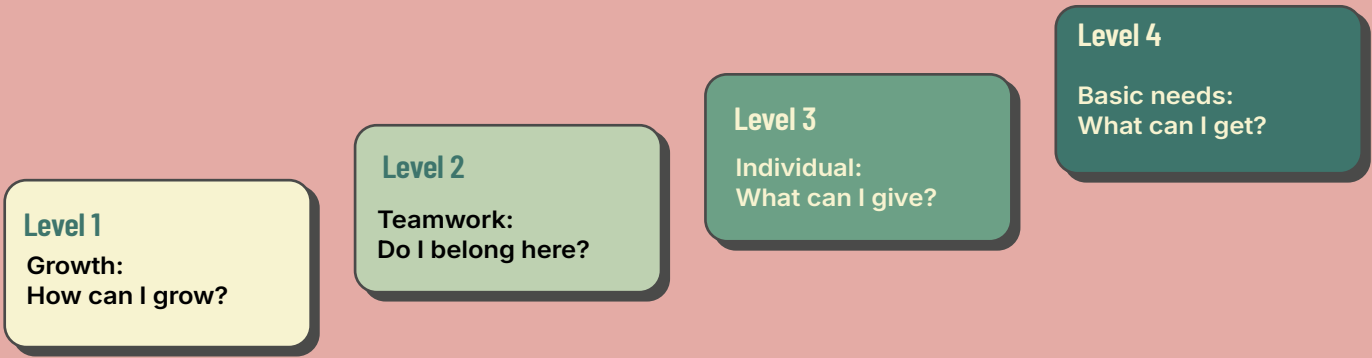 Level 1
Growth:
How can I grow?
Level 2
Teamwork:
Do I belong here?
Level 3
Individual:
What can I give?
Level 4
Basic needs:
What can I get?